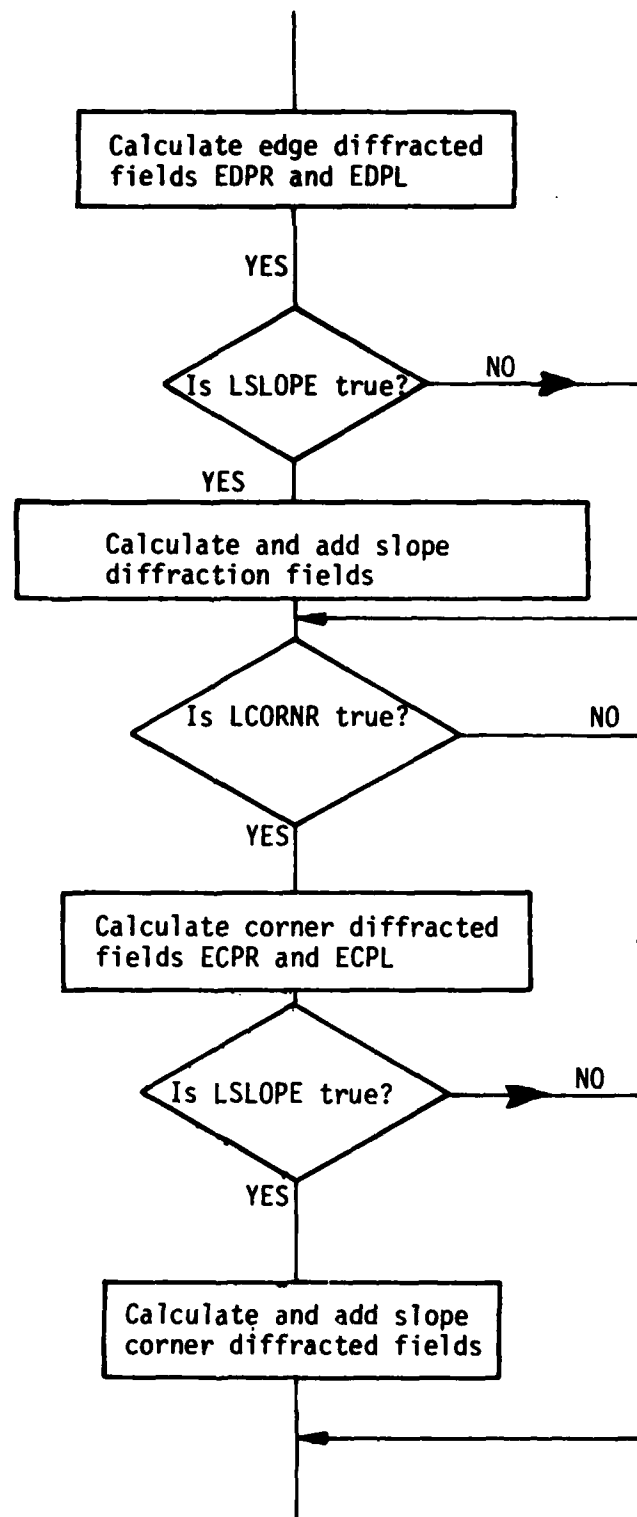 Calculate edge diffracted
fields EDPR and EDPL
YES
Is LSLOPE true?
NO
YES
Calculate and add slope
diffraction fields
Is LCORNR true?
NO
YES
Calculate corner diffracted
fields ECPR and ECPL
Is LSLOPE true?
NO
YES
Calculate and add slope
corner diffracted fields